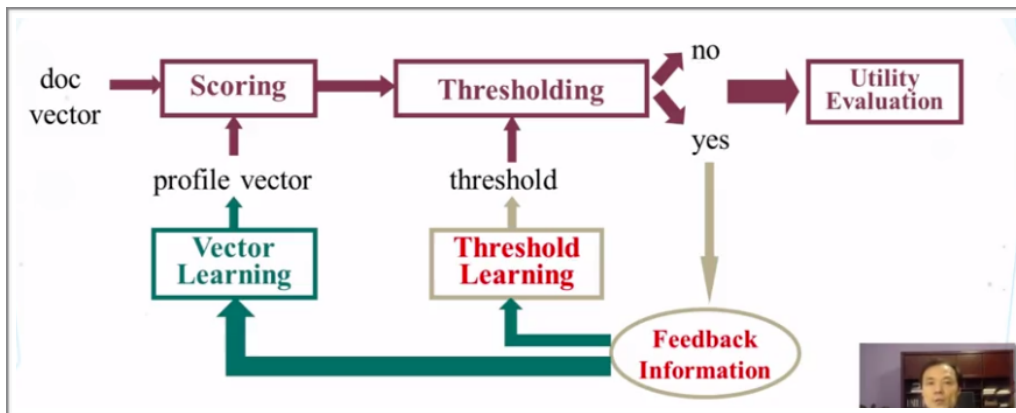 doc
vector
Scoring
Thresholding
no
yes
Utility
Evaluation
profile vector
threshold
Vector
Learning
Threshold
Learning
Feedback
Information